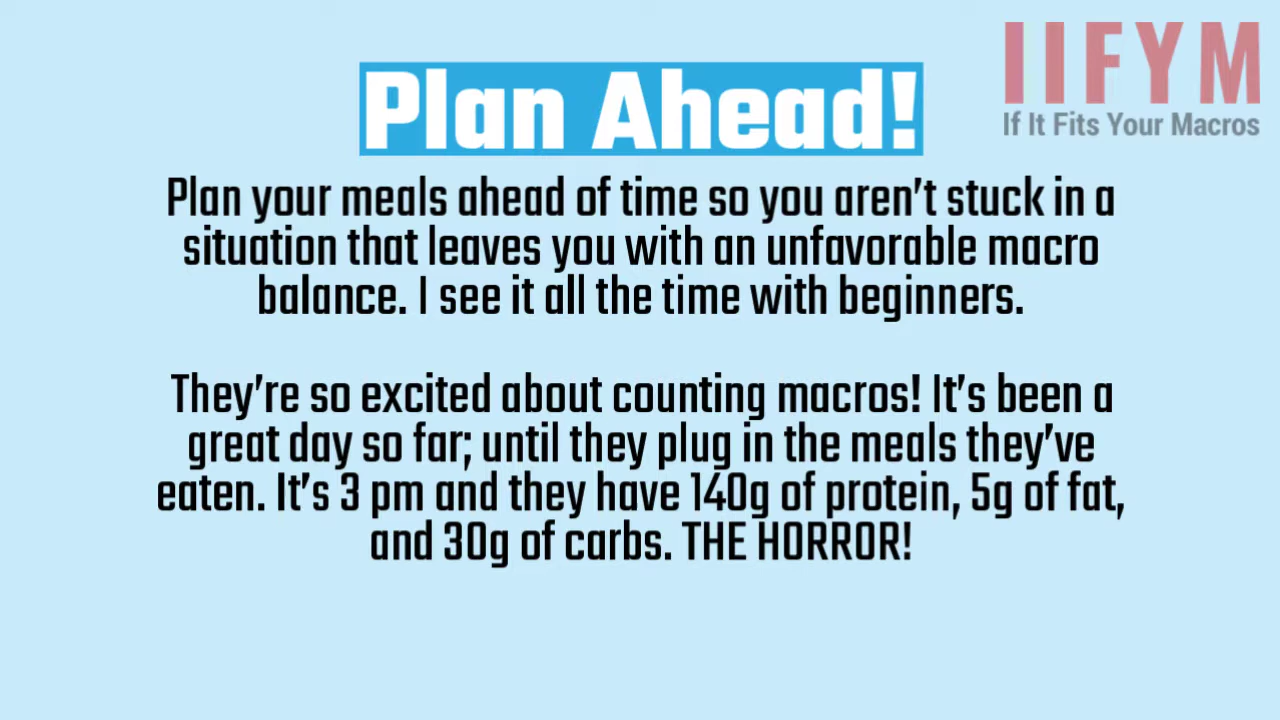 IIFYM
If It Fits Your Macros
Plan Ahead!
Plan your meals ahead of time so you aren’t stuck in a
situation that leaves you with an unfavorable macro
balance. I see it all the time with beginners.
They’re so excited about counting macros! It’s been a
great day so far; until they plug in the meals they’ve
eaten. It’s 3 pm and they have 140g of protein, 5g of fat,
and 30g of carbs. THE HORROR!